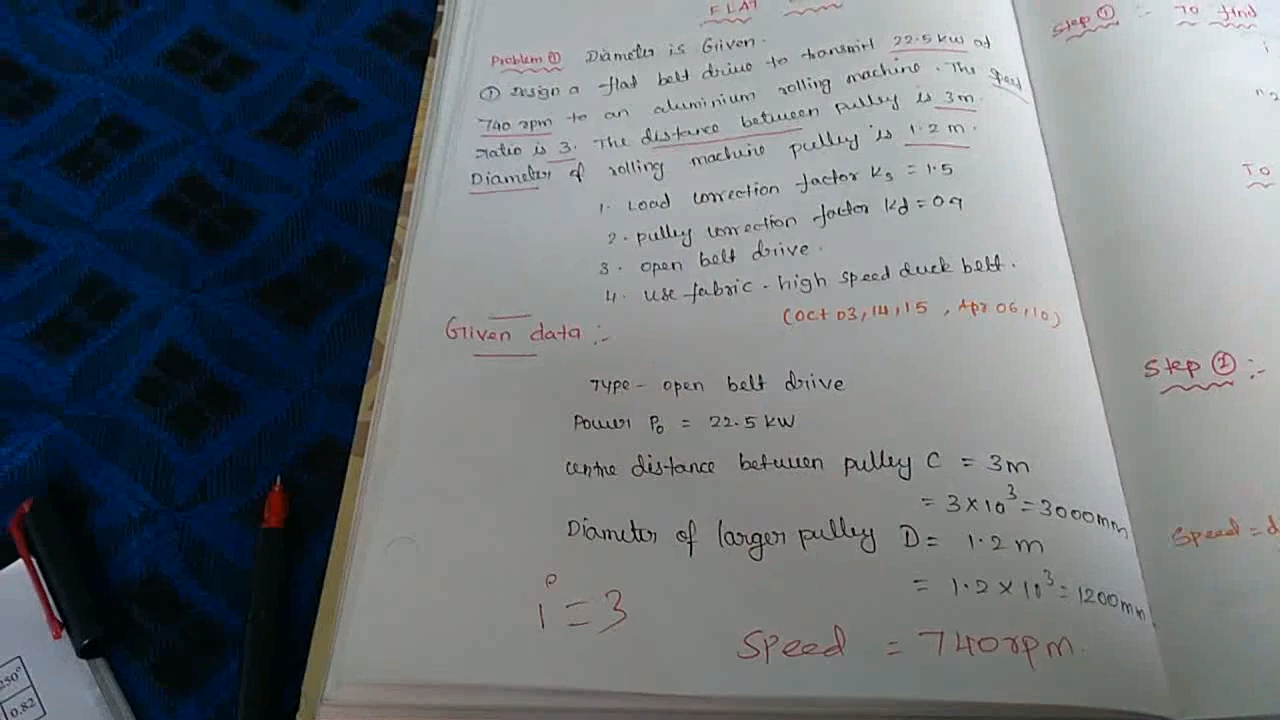 FLAT
Problem ① Diameter is Given.
① Design a flat belt drive to transmit 22.5 kW at
740 rpm to an aluminium rolling machine. The speed
ratio is 3. The distance between pulley is 3m.
Diameter of rolling machine pulley is 1.2 m.
1. Load correction factor Ks = 1.5
2. pulley correction factor Kd = 0.9
3. open belt drive.
4. Use fabric - high speed duck belt.
(Oct 03,14,15 , Apr 06,10)
Given data :-
Type - open belt drive
Power P₀ = 22.5 kW
Centre distance between pulley C = 3m
= 3×10³ = 3000mm
Diameter of larger pulley D = 1.2 m
= 1.2×10³ = 1200mm
i = 3
Speed = 740rpm.
Step ① :- To find
n₂
To
Step ② :-
Speed = d
250°
0.82